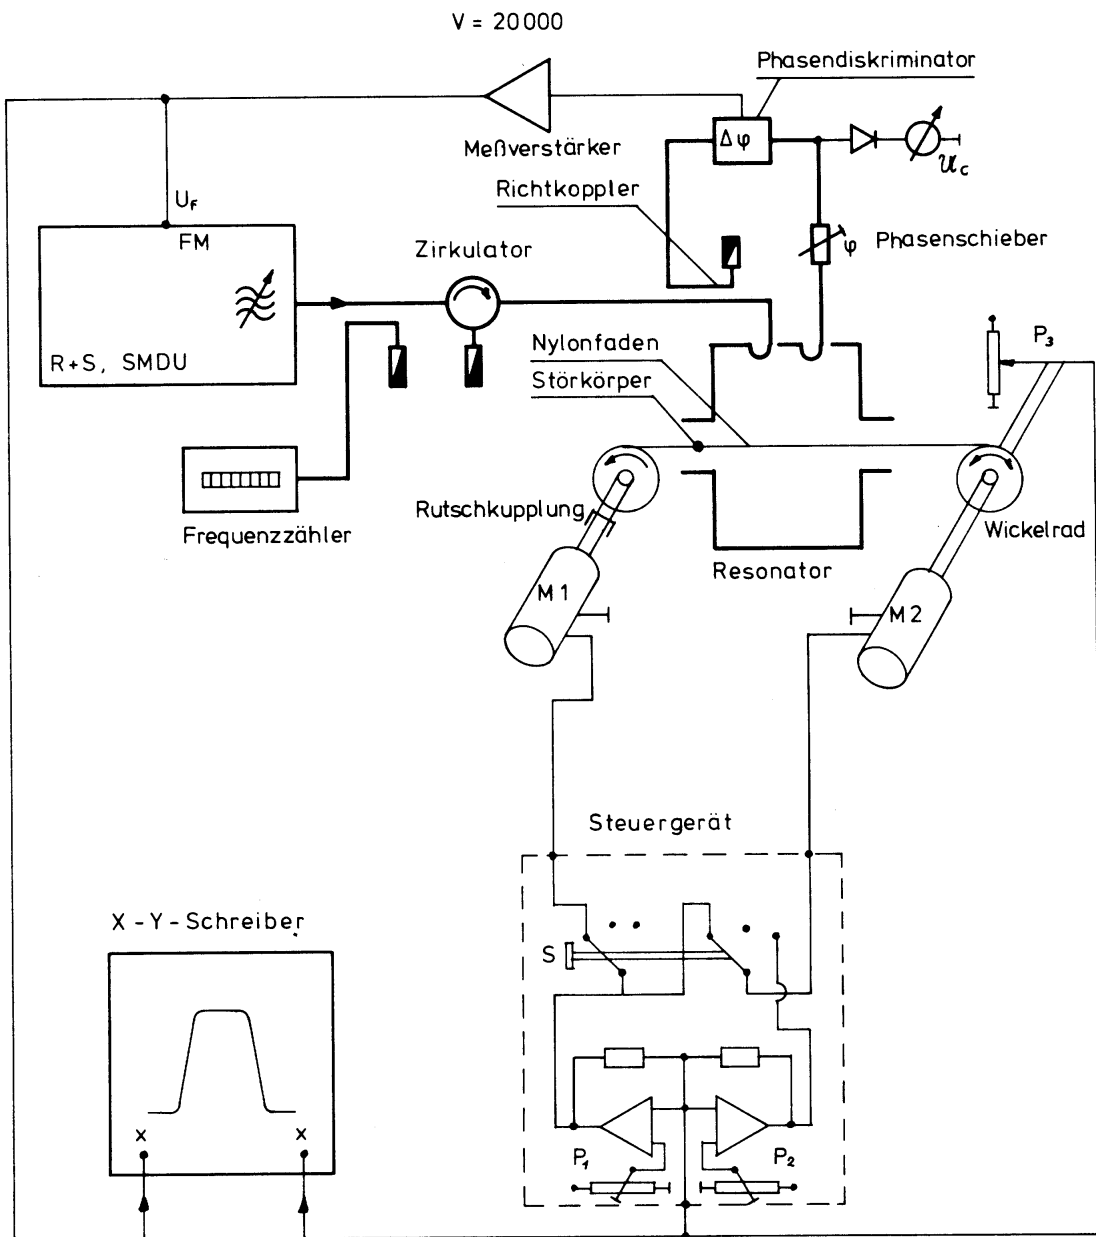 V = 20000
Phasendiskriminator
Δφ
Meßverstärker
U_c
Richtkoppler
U_F
FM
Zirkulator
φ Phasenschieber
R+S, SMDU
Nylonfaden
P_3
Störkörper
Rutschkupplung
Frequenzzähler
Wickelrad
Resonator
M1
M2
Steuergerät
X-Y-Schreiber
S
x x
P_1 P_2